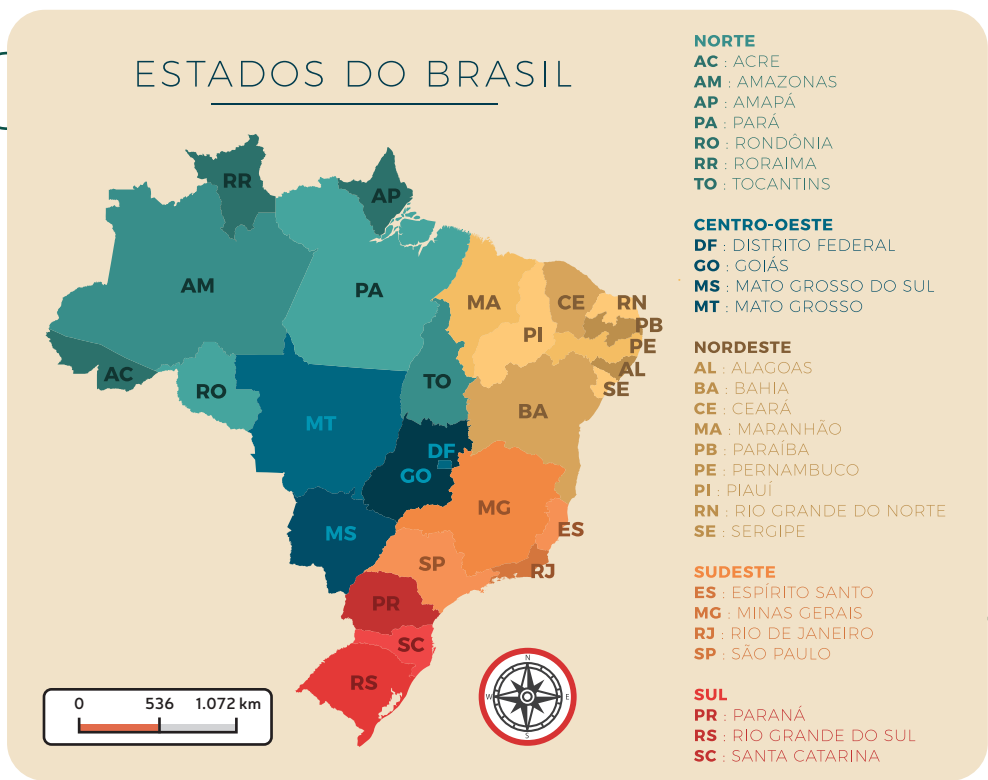 ESTADOS DO BRASIL
RR
AP
AM
PA
MA
CE
RN
PI
PB
PE
AL
AC
RO
TO
SE
MT
BA
DF
GO
MG
MS
ES
SP
RJ
PR
SC
RS
0 536 1.072 km
N
W E
S
NORTE
AC : ACRE
AM : AMAZONAS
AP : AMAPÁ
PA : PARÁ
RO : RONDÔNIA
RR : RORAIMA
TO : TOCANTINS
CENTRO-OESTE
DF : DISTRITO FEDERAL
GO : GOIÁS
MS : MATO GROSSO DO SUL
MT : MATO GROSSO
NORDESTE
AL : ALAGOAS
BA : BAHIA
CE : CEARÁ
MA : MARANHÃO
PB : PARAÍBA
PE : PERNAMBUCO
PI : PIAUÍ
RN : RIO GRANDE DO NORTE
SE : SERGIPE
SUDESTE
ES : ESPÍRITO SANTO
MG : MINAS GERAIS
RJ : RIO DE JANEIRO
SP : SÃO PAULO
SUL
PR : PARANÁ
RS : RIO GRANDE DO SUL
SC : SANTA CATARINA